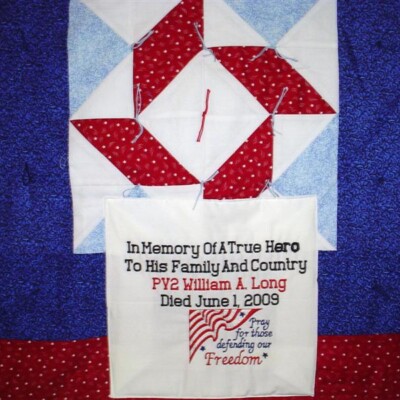 In Memory Of A True Hero
To His Family And Country
PV2 William A. Long
Died June 1, 2009
Pray
for those
defending our
Freedom